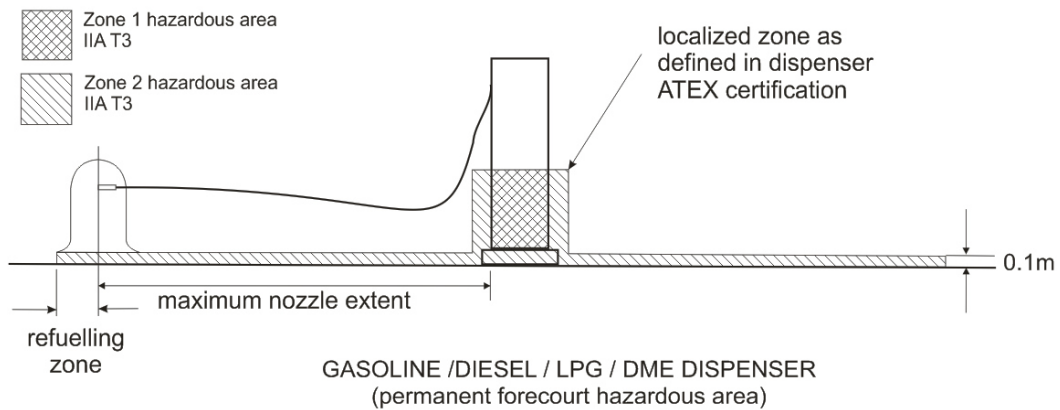 Zone 1 hazardous area
IIA T3
Zone 2 hazardous area
IIA T3
localized zone as
defined in dispenser
ATEX certification
0.1m
maximum nozzle extent
refuelling
zone
GASOLINE /DIESEL / LPG / DME DISPENSER
(permanent forecourt hazardous area)